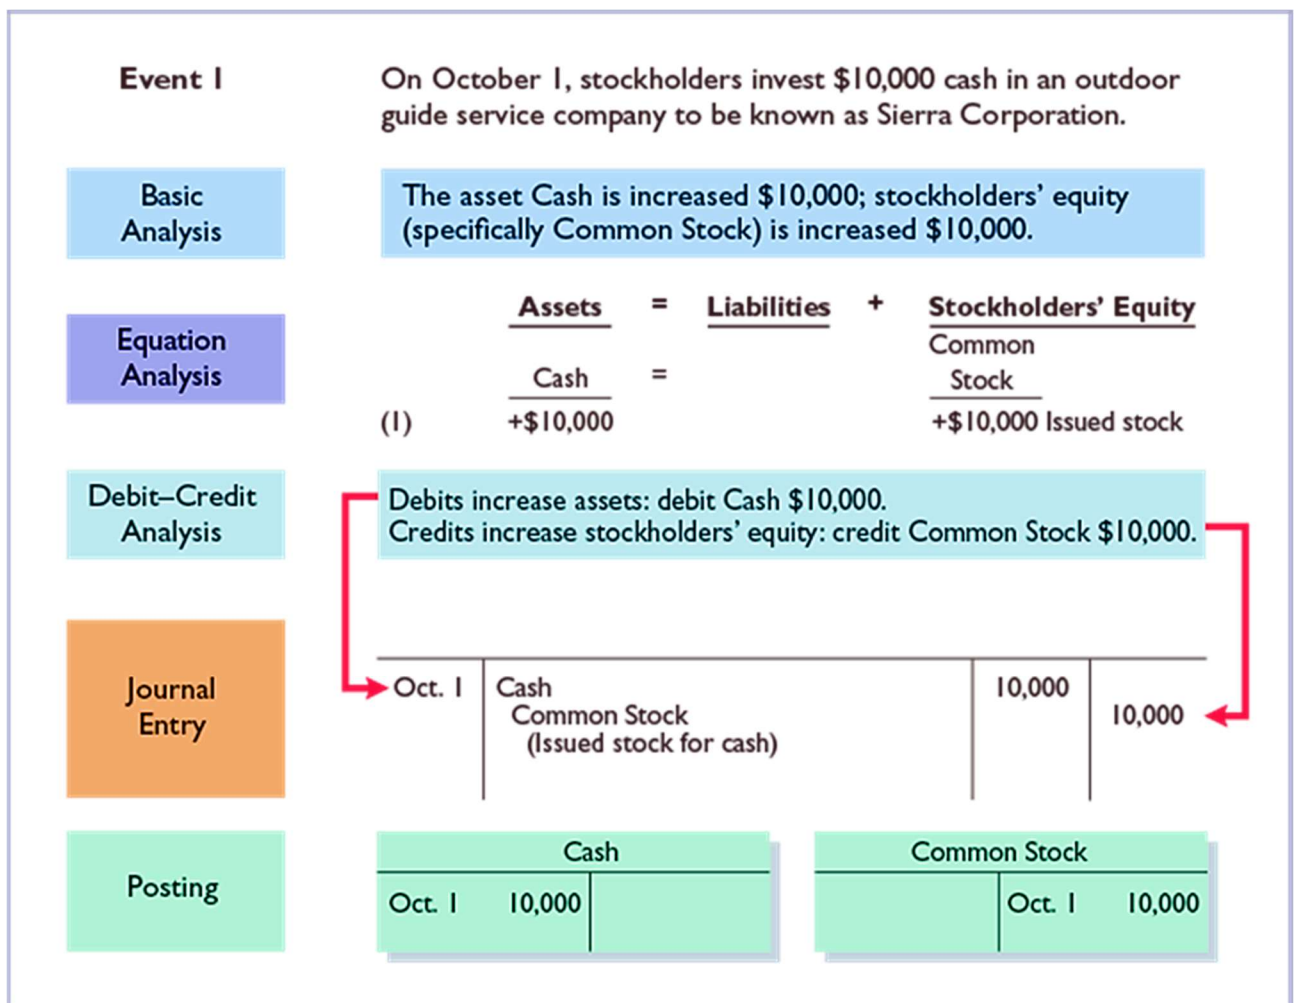 Event 1
On October 1, stockholders invest $10,000 cash in an outdoor
guide service company to be known as Sierra Corporation.
Basic
Analysis
The asset Cash is increased $10,000; stockholders' equity
(specifically Common Stock) is increased $10,000.
Equation
Analysis
Assets = Liabilities + Stockholders' Equity
Common
Cash = Stock
(1) +$10,000 +$10,000 Issued stock
Debit–Credit
Analysis
Debits increase assets: debit Cash $10,000.
Credits increase stockholders' equity: credit Common Stock $10,000.
Journal
Entry
Oct. 1 Cash 10,000
Common Stock 10,000
(Issued stock for cash)
Posting
Cash
Oct. 1 10,000
Common Stock
Oct. 1 10,000